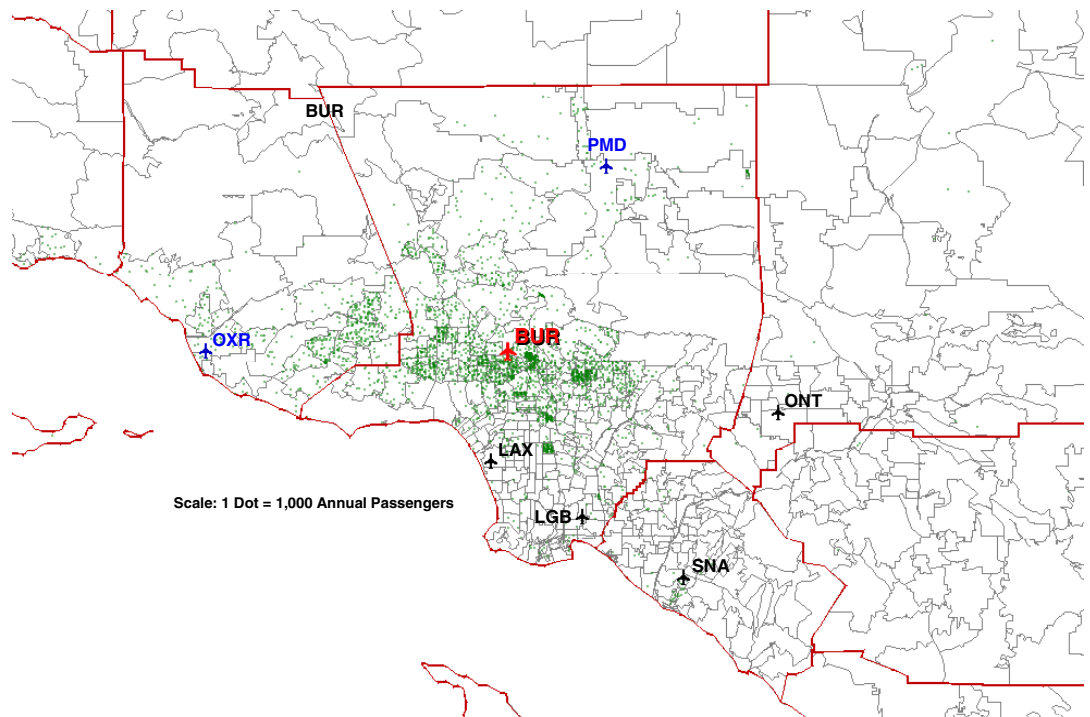 BUR
PMD
OXR
BUR
ONT
LAX
Scale: 1 Dot = 1,000 Annual Passengers
LGB
SNA